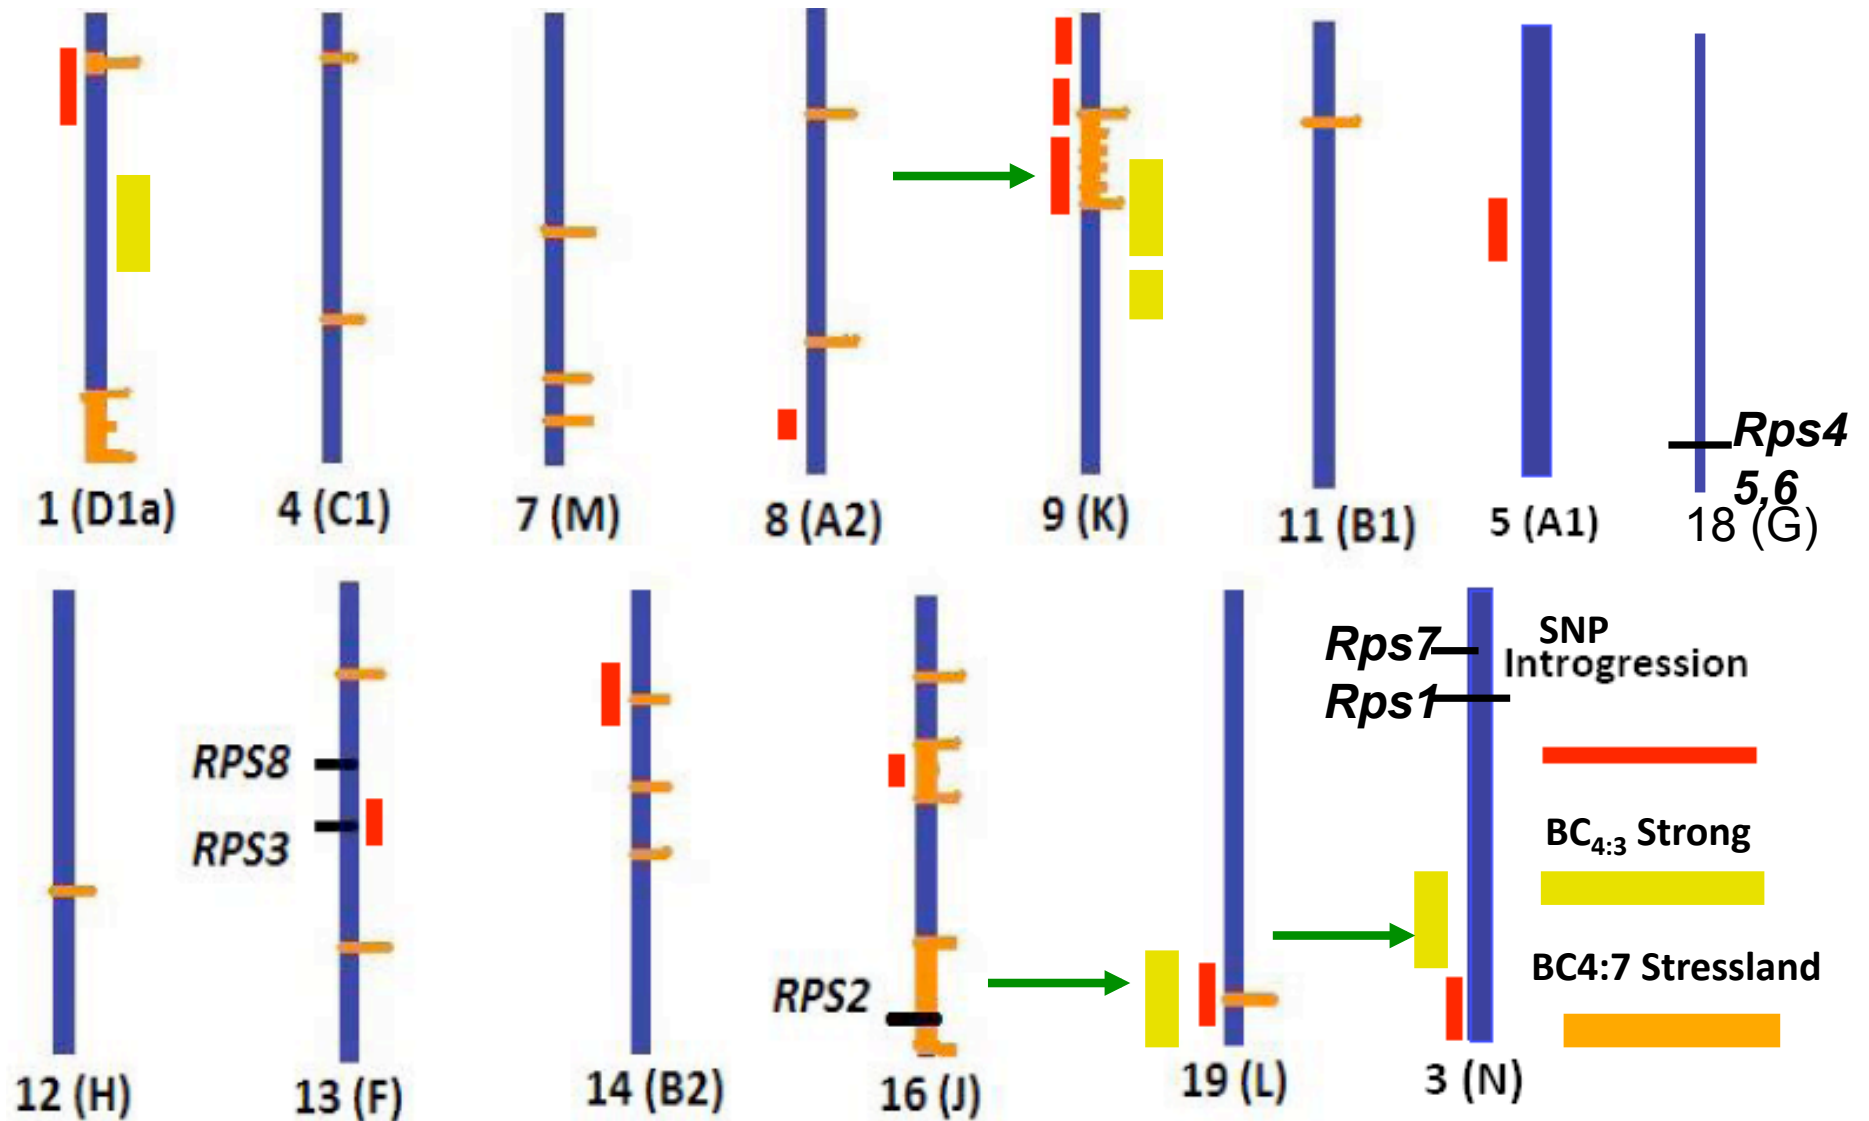 1 (D1a)
4 (C1)
7 (M)
8 (A2)
9 (K)
11 (B1)
5 (A1)
Rps4
5,6
18 (G)
RPS8
RPS3
RPS2
Rps7
Rps1
SNP
Introgression
BC4:3 Strong
BC4:7 Stressland
12 (H)
13 (F)
14 (B2)
16 (J)
19 (L)
3 (N)